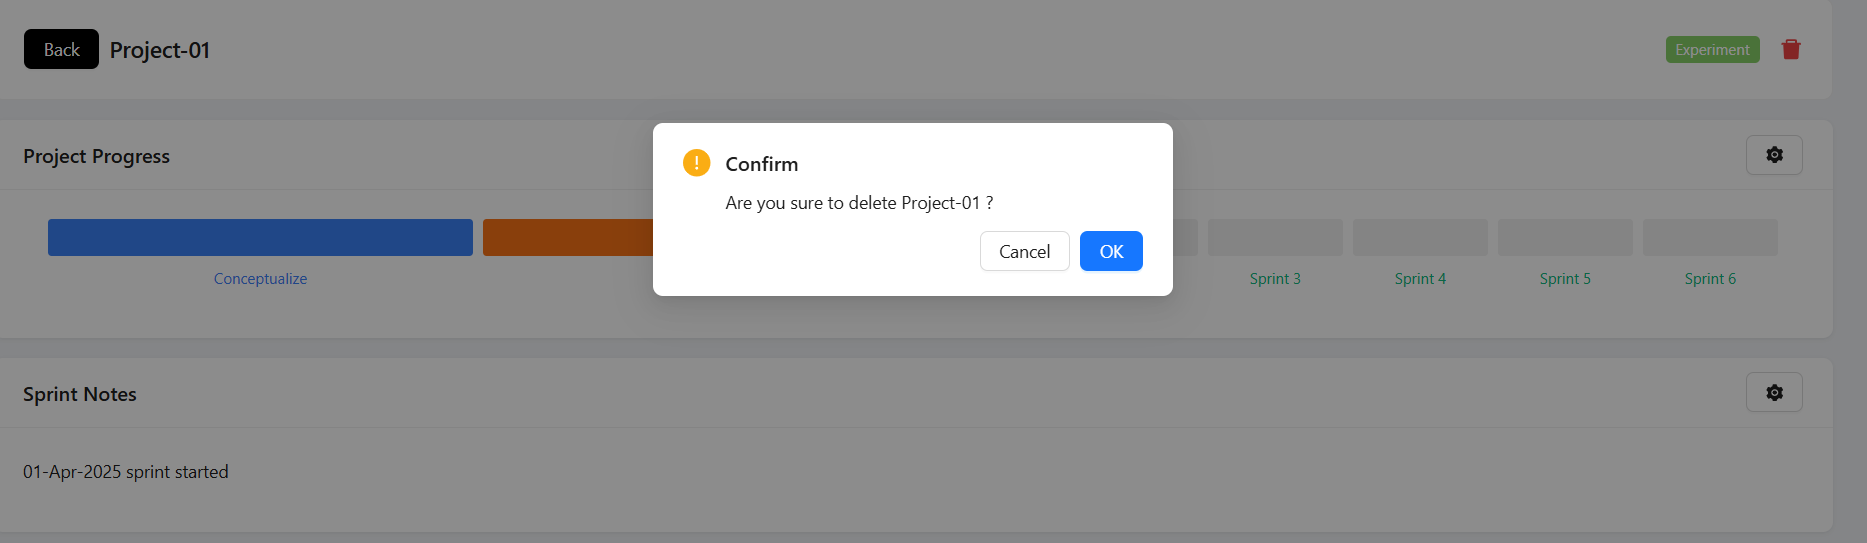 Back Project-01 Experiment
Project Progress
Confirm
Are you sure to delete Project-01 ?
Cancel OK
Conceptualize Sprint 3 Sprint 4 Sprint 5 Sprint 6
Sprint Notes
01-Apr-2025 sprint started